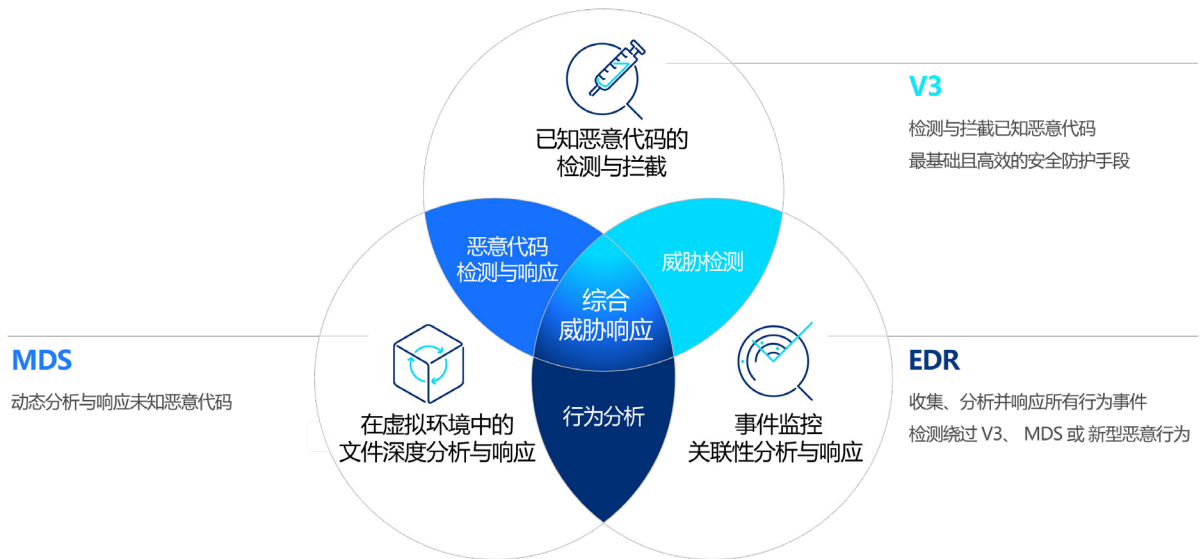 已知恶意代码的
检测与拦截
V3
检测与拦截已知恶意代码
最基础且高效的安全防护手段
恶意代码
检测与响应
威胁检测
综合
威胁响应
MDS
动态分析与响应未知恶意代码
在虚拟环境中的
文件深度分析与响应
行为分析
事件监控
关联性分析与响应
EDR
收集、分析并响应所有行为事件
检测绕过 V3、 MDS 或 新型恶意行为